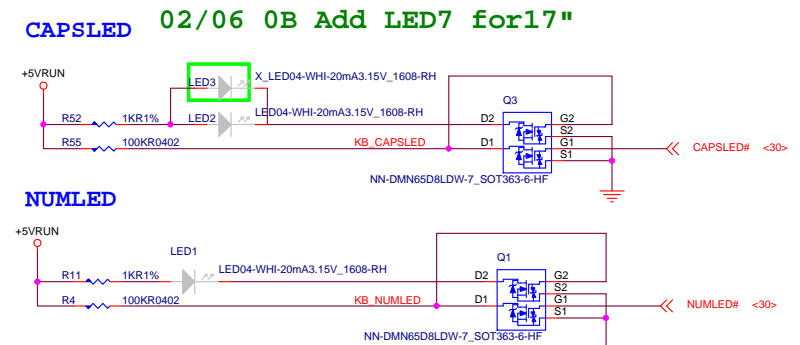 02/06 0B Add LED7 for17"
CAPSLED
+5VRUN
LED3
X_LED04-WHI-20mA3.15V_1608-RH
Q3
R52
1KR1%
LED2
LED04-WHI-20mA3.15V_1608-RH
D2
G2
S2
R55
100KR0402
KB_CAPSLED
D1
G1
S1
CAPSLED# <30>
NN-DMN65D8LDW-7_SOT363-6-HF
NUMLED
+5VRUN
LED1
LED04-WHI-20mA3.15V_1608-RH
Q1
R11
1KR1%
D2
G2
S2
R4
100KR0402
KB_NUMLED
D1
G1
S1
NUMLED# <30>
NN-DMN65D8LDW-7_SOT363-6-HF